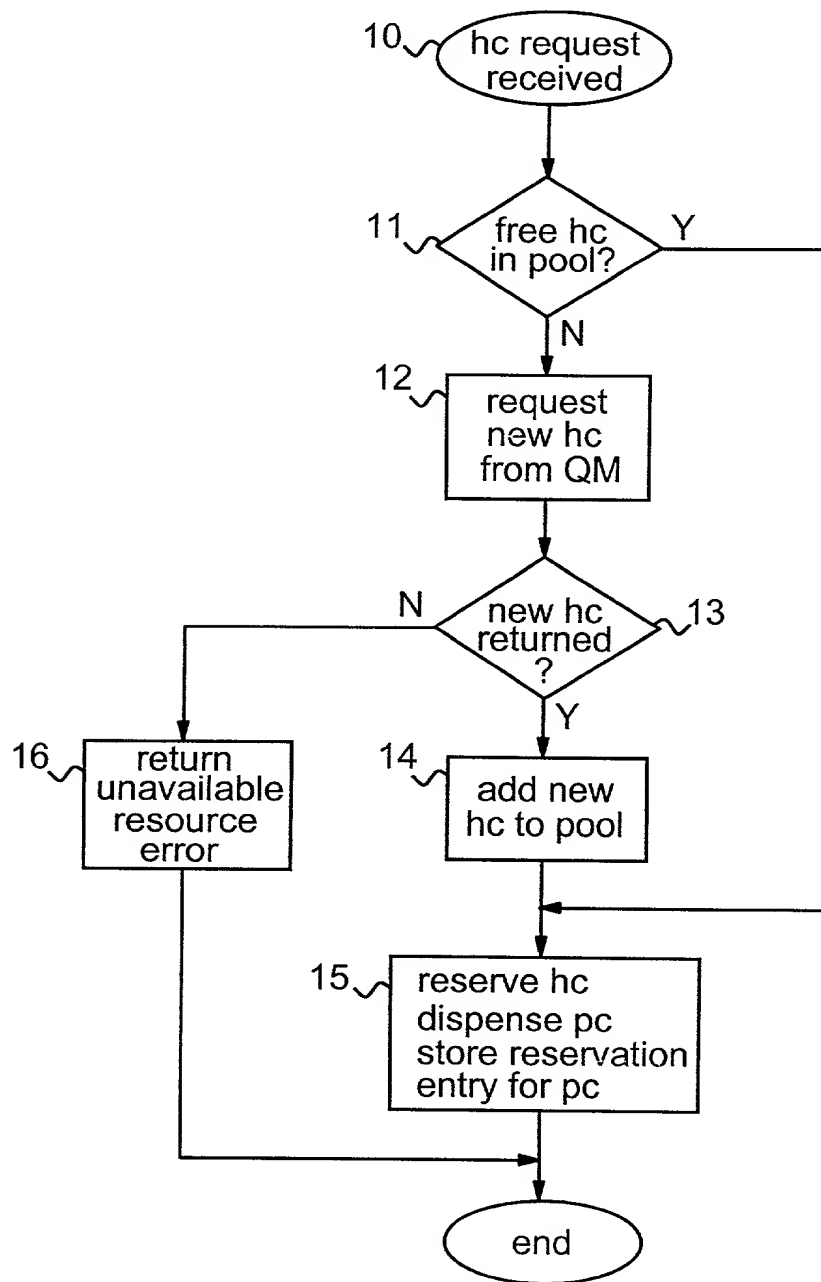 10
hc request
received
11
free hc
in pool?
Y
N
12
request
new hc
from QM
N
new hc
returned
?
13
Y
16
return
unavailable
resource
error
14
add new
hc to pool
15
reserve hc
dispense pc
store reservation
entry for pc
end